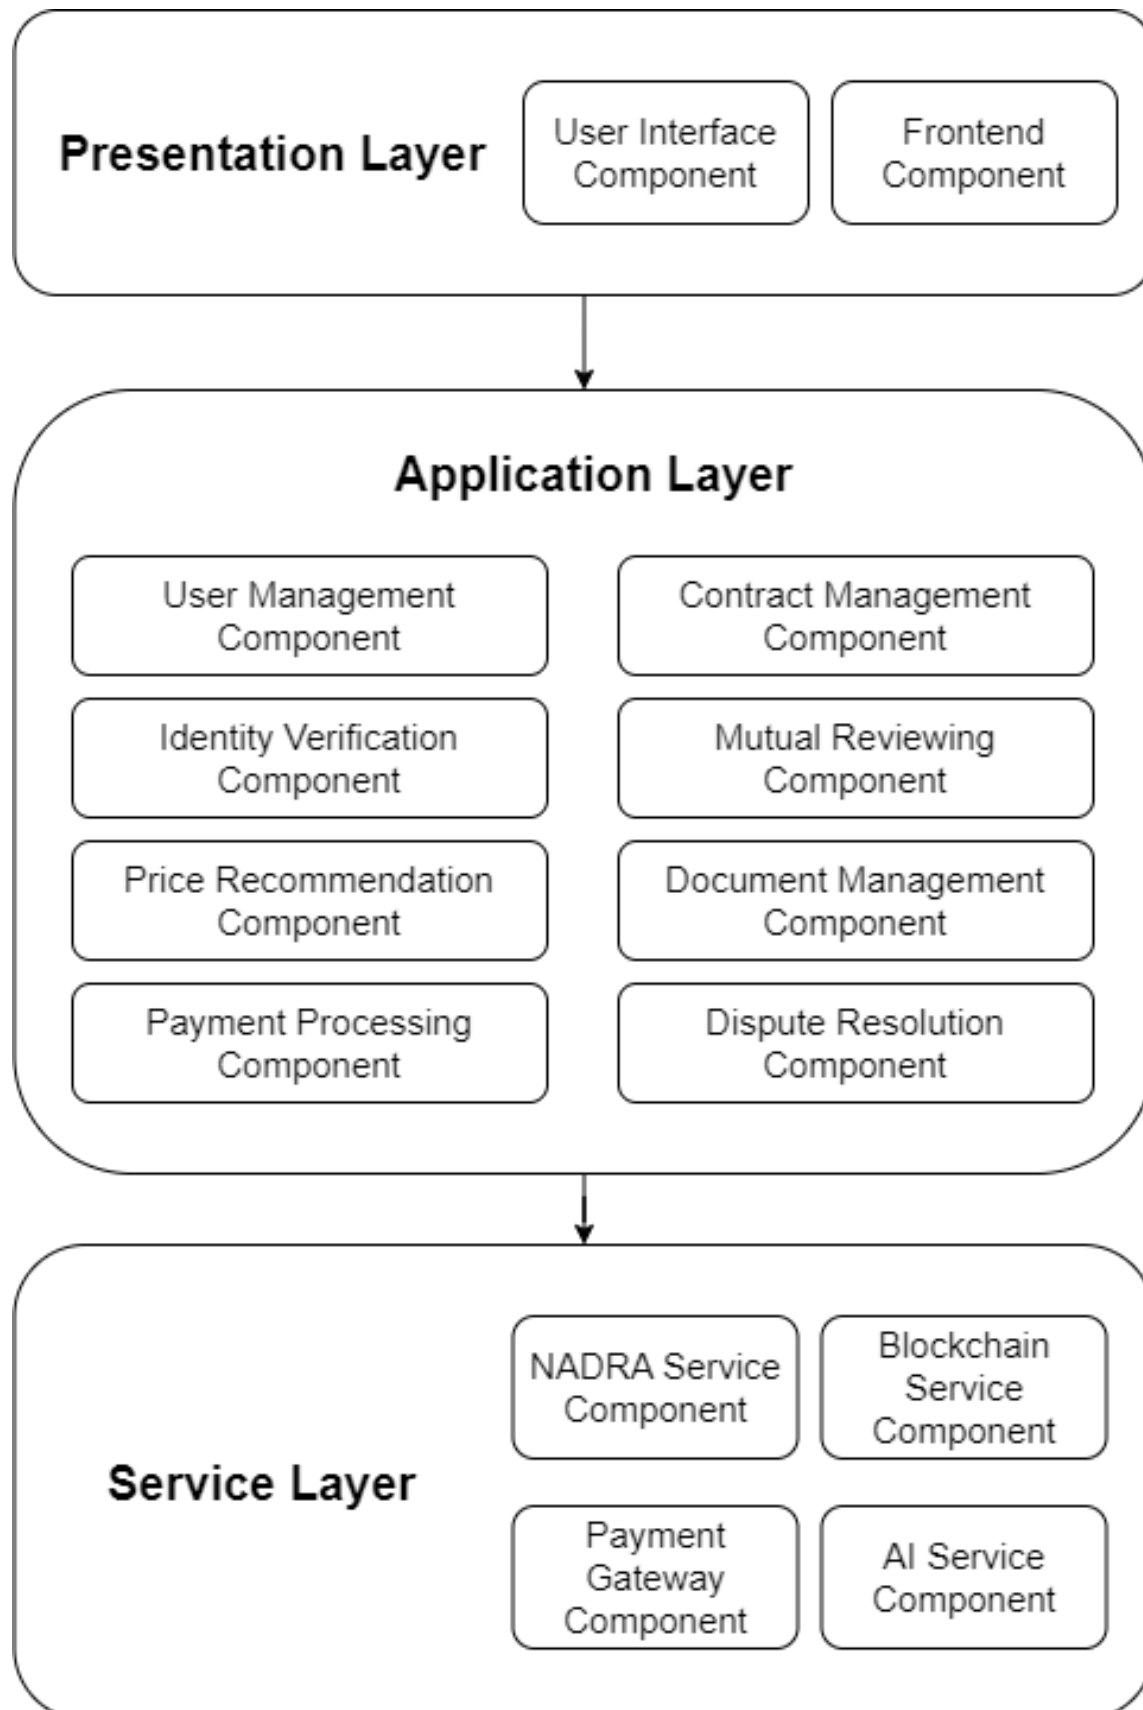 Presentation Layer
User Interface
Component
Frontend
Component
Application Layer
User Management
Component
Contract Management
Component
Identity Verification
Component
Mutual Reviewing
Component
Price Recommendation
Component
Document Management
Component
Payment Processing
Component
Dispute Resolution
Component
Service Layer
NADRA Service
Component
Blockchain
Service
Component
Payment
Gateway
Component
AI Service
Component